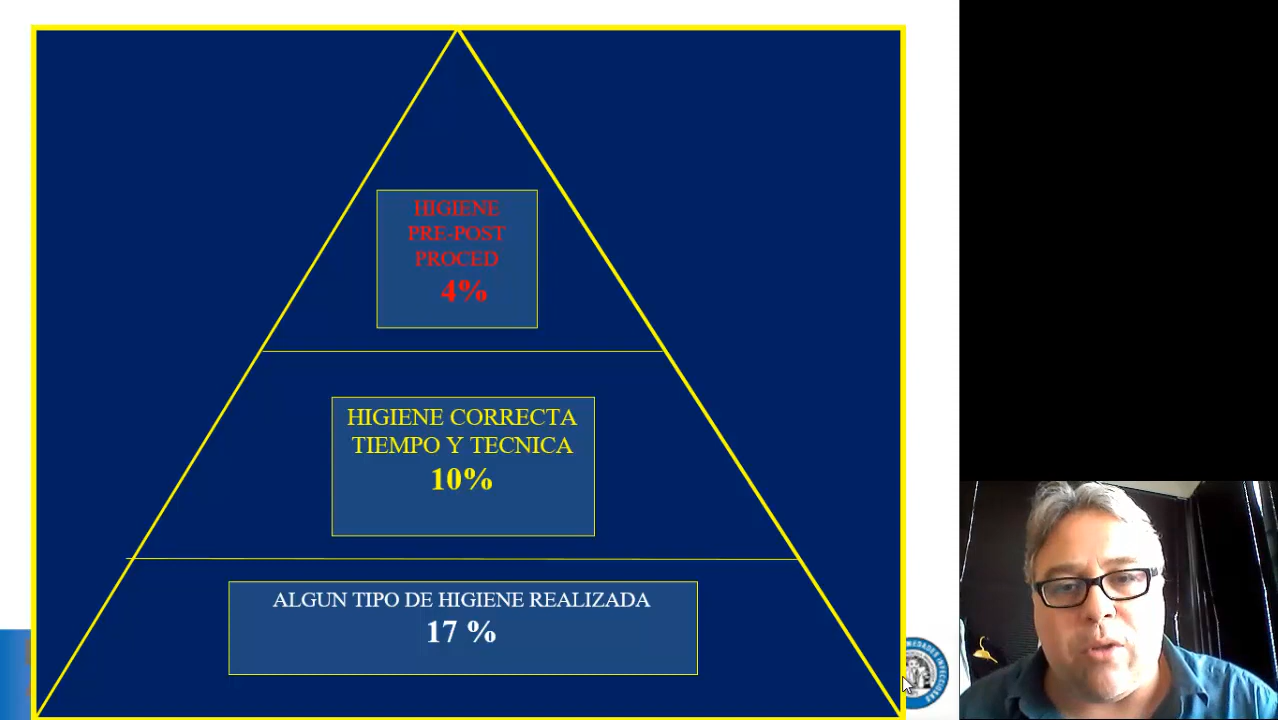 HIGIENE
PRE-POST
PROCED
4%
HIGIENE CORRECTA
TIEMPO Y TECNICA
10%
ALGUN TIPO DE HIGIENE REALIZADA
17 %